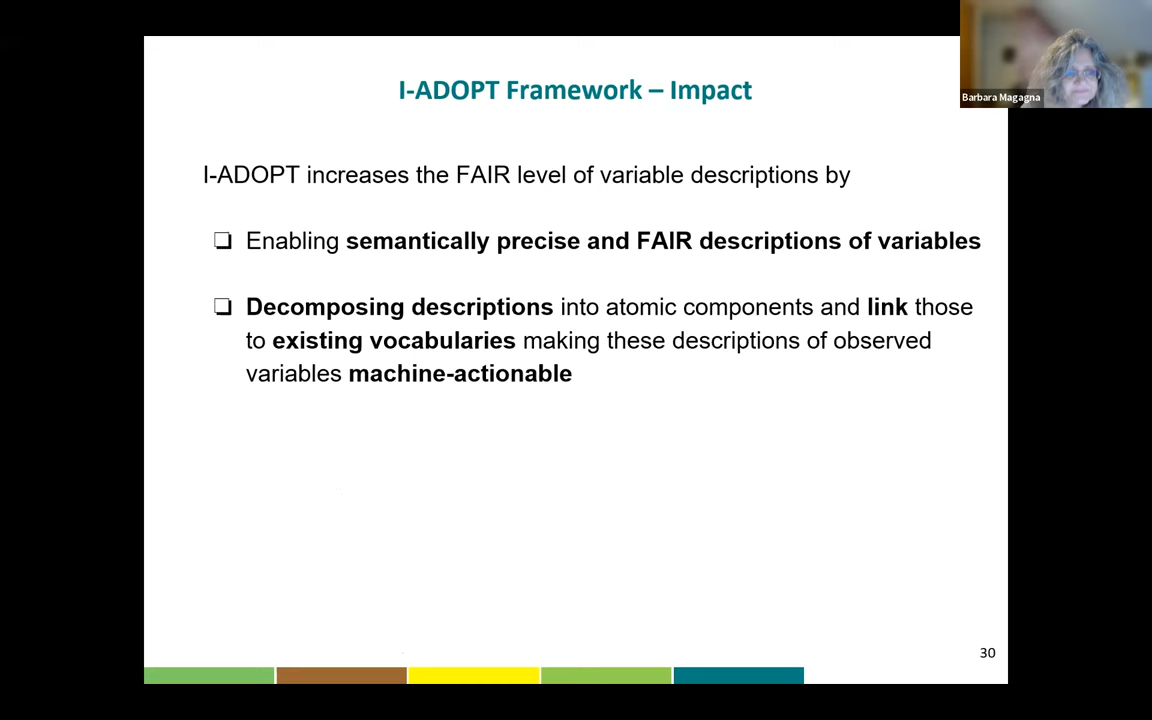 I-ADOPT Framework – Impact
Barbara Magagna
I-ADOPT increases the FAIR level of variable descriptions by
❏ Enabling semantically precise and FAIR descriptions of variables
❏ Decomposing descriptions into atomic components and link those
to existing vocabularies making these descriptions of observed
variables machine-actionable
30